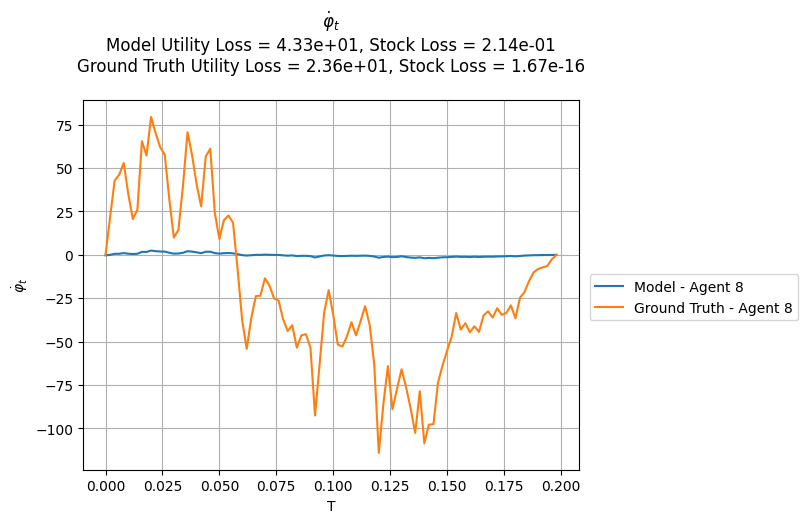 φ̇ₜ
Model Utility Loss = 4.33e+01, Stock Loss = 2.14e-01
Ground Truth Utility Loss = 2.36e+01, Stock Loss = 1.67e-16
φ̇ₜ
75
50
25
0
−25
−50
−75
−100
0.000 0.025 0.050 0.075 0.100 0.125 0.150 0.175 0.200
T
Model - Agent 8
Ground Truth - Agent 8